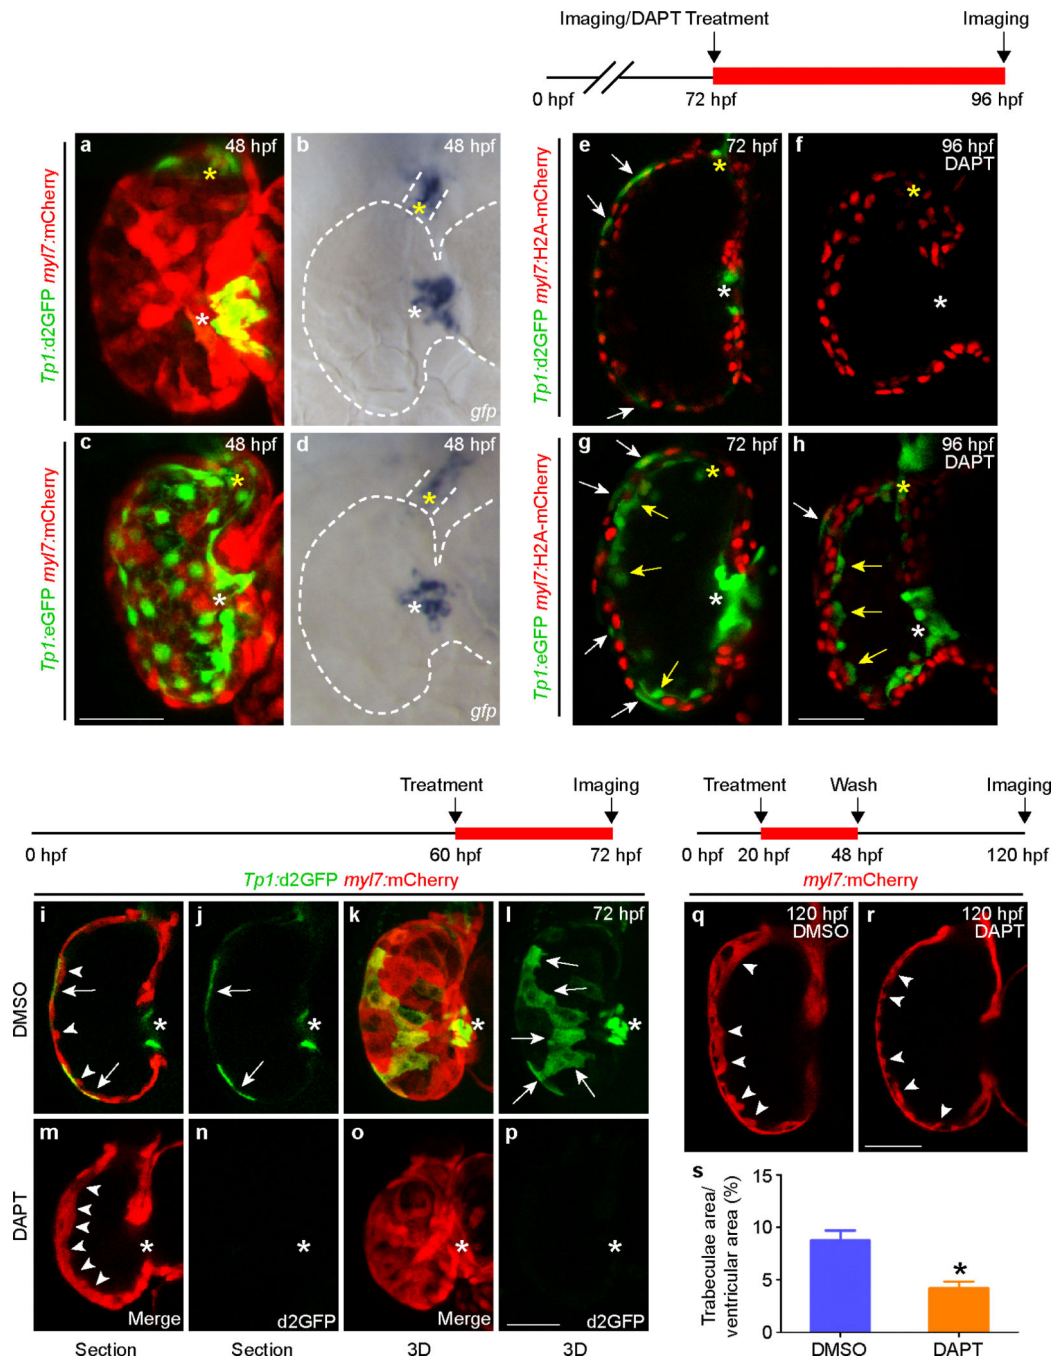 Imaging/DAPT Treatment
Imaging
0 hpf
72 hpf
96 hpf
Tp1:d2GFP myl7:mCherry
a
48 hpf
*
*
b
48 hpf
*
*
gfp
Tp1:eGFP myl7:mCherry
c
48 hpf
*
*
d
48 hpf
*
*
gfp
Tp1:d2GFP myl7:H2A-mCherry
e
72 hpf
*
*
f
96 hpf
DAPT
*
*
Tp1:eGFP myl7:H2A-mCherry
g
72 hpf
*
*
h
96 hpf
DAPT
*
*
Treatment
Imaging
0 hpf
60 hpf
72 hpf
Tp1:d2GFP myl7:mCherry
DMSO
i
*
j
*
k
*
l
72 hpf
*
DAPT
m
*
Merge
n
*
d2GFP
o
*
Merge
p
*
d2GFP
Section
Section
3D
3D
Treatment
Wash
Imaging
0 hpf
20 hpf
48 hpf
120 hpf
myl7:mCherry
q
120 hpf
DMSO
r
120 hpf
DAPT
s
Trabeculae area/
ventricular area (%)
15
10
5
0
*
DMSO
DAPT